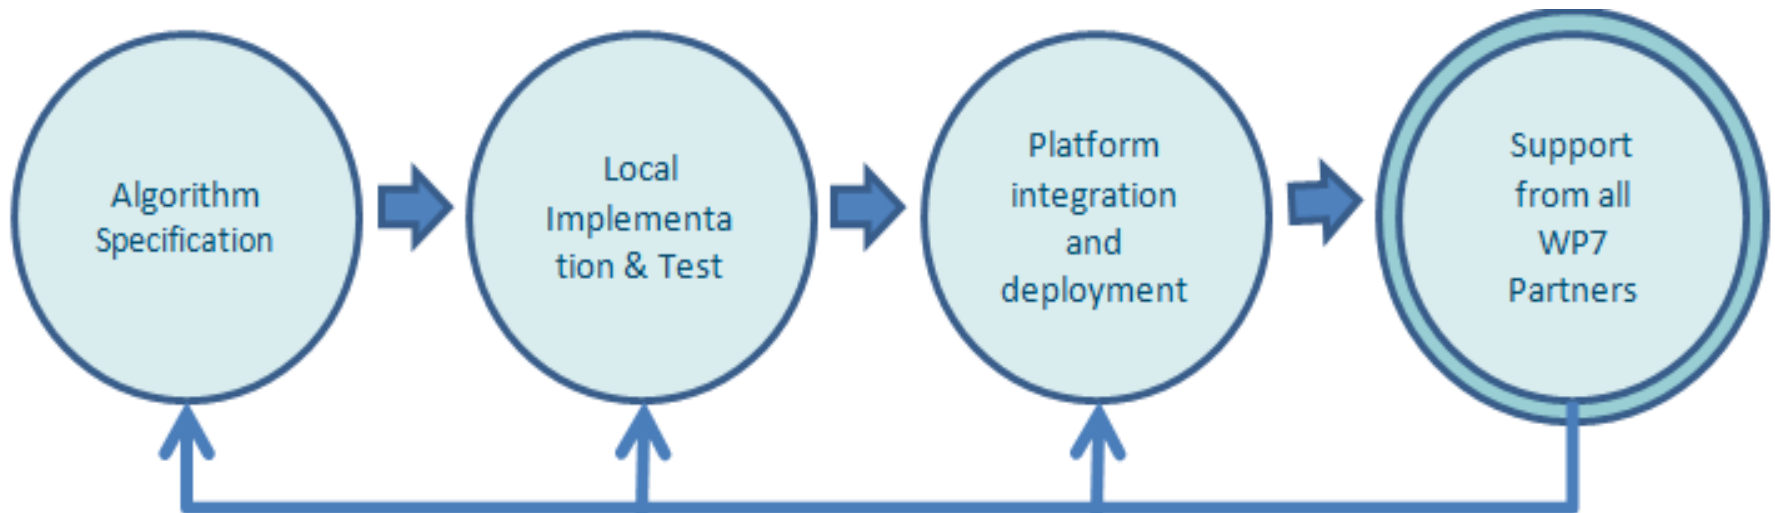 Algorithm
Specification
Local
Implementa
tion & Test
Platform
integration
and
deployment
Support
from all
WP7
Partners